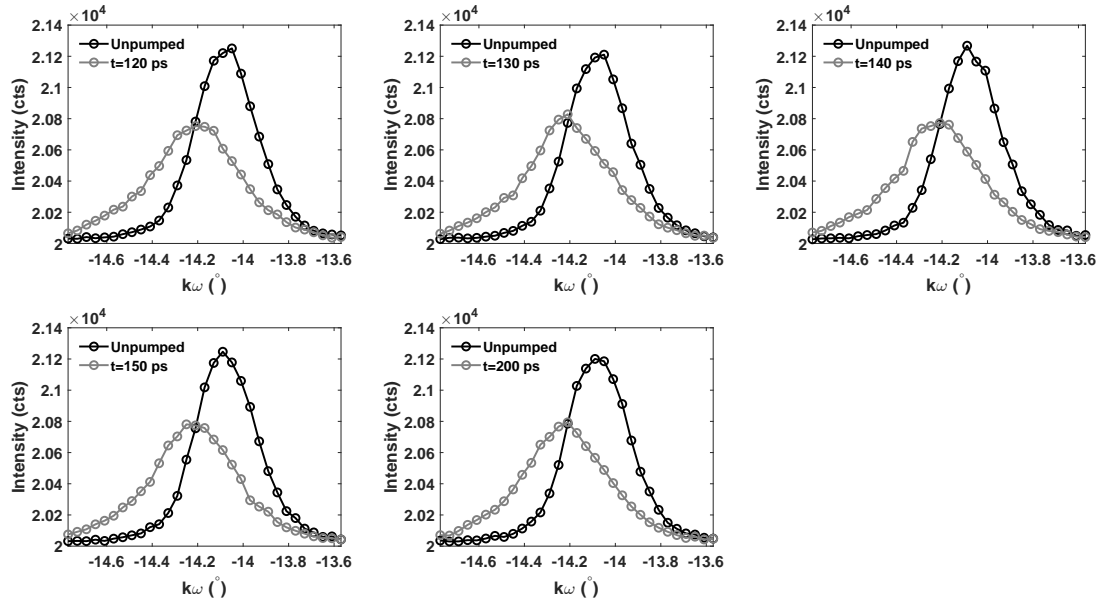 ×10⁴
2.14
2.12
2.1
2.08
2.06
2.04
2.02
2
Intensity (cts)
Unpumped
t=120 ps
-14.6 -14.4 -14.2 -14 -13.8 -13.6
kω (°)
×10⁴
2.14
2.12
2.1
2.08
2.06
2.04
2.02
2
Intensity (cts)
Unpumped
t=130 ps
-14.6 -14.4 -14.2 -14 -13.8 -13.6
kω (°)
×10⁴
2.14
2.12
2.1
2.08
2.06
2.04
2.02
2
Intensity (cts)
Unpumped
t=140 ps
-14.6 -14.4 -14.2 -14 -13.8 -13.6
kω (°)
×10⁴
2.14
2.12
2.1
2.08
2.06
2.04
2.02
2
Intensity (cts)
Unpumped
t=150 ps
-14.6 -14.4 -14.2 -14 -13.8 -13.6
kω (°)
×10⁴
2.14
2.12
2.1
2.08
2.06
2.04
2.02
2
Intensity (cts)
Unpumped
t=200 ps
-14.6 -14.4 -14.2 -14 -13.8 -13.6
kω (°)